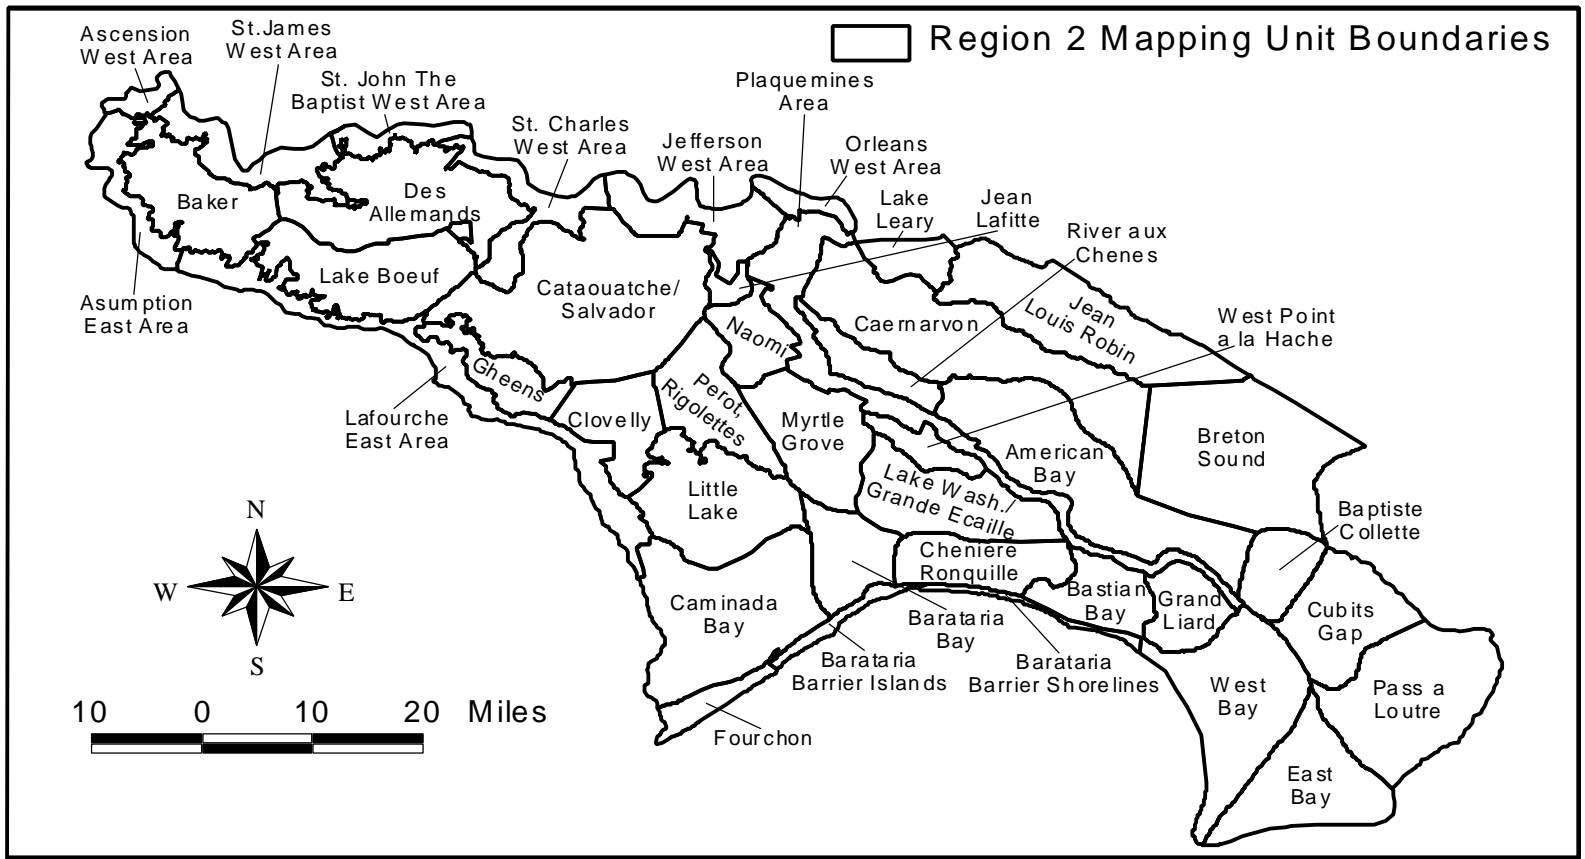 Region 2 Mapping Unit Boundaries
Ascension
West Area
St.James
West Area
St. John The
Baptist West Area
St. Charles
West Area
Jefferson
West Area
Plaquemines
Area
Orleans
West Area
Lake
Leary
Jean
Lafitte
River aux
Chenes
West Point
a la Hache
Baker
Des
Allemands
Lake Boeuf
Asumption
East Area
Cataouatche/
Salvador
Naomi
Caernarvon
Jean
Louis Robin
Gheens
Lafourche
East Area
Clovelly
Perot,
Rigolettes
Myrtle
Grove
American
Bay
Breton
Sound
Little
Lake
Lake Wash./
Grande Ecaille
Baptiste
Collette
Cheniere
Ronquille
Caminada
Bay
Barataria
Bay
Bastian
Bay
Grand
Liard
Cubits
Gap
Barataria
Barrier Islands
Barataria
Barrier Shorelines
West
Bay
Pass a
Loutre
Fourchon
East
Bay
N
W
E
S
10 0 10 20 Miles